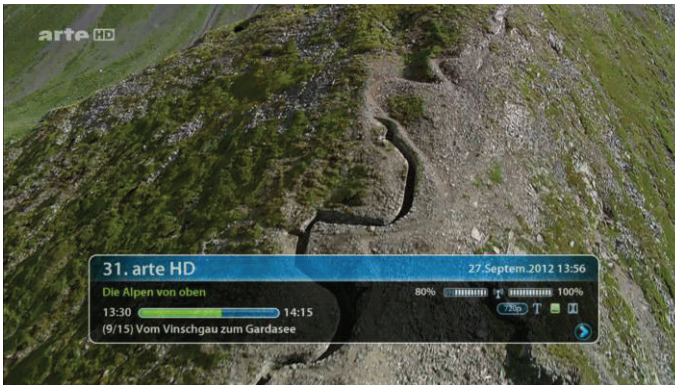 arte HD
31. arte HD
27.Septem.2012 13:56
Die Alpen von oben
80% 100%
13:30 14:15
720p T
(9/15) Vom Vinschgau zum Gardasee